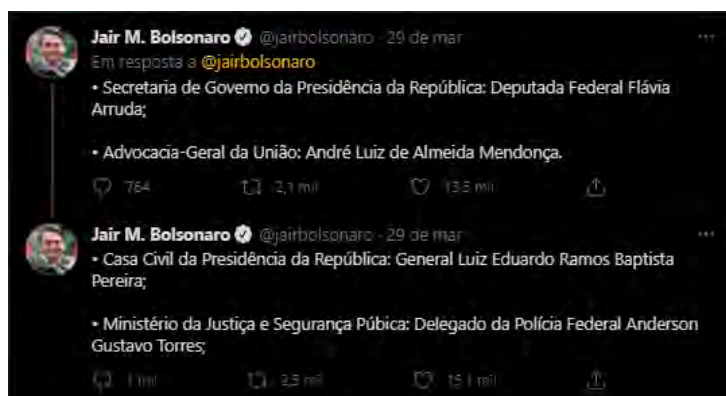 Jair M. Bolsonaro @jairbolsonaro · 29 de mar
Em resposta a @jairbolsonaro
• Secretaria de Governo da Presidência da República: Deputada Federal Flávia
Arruda;
• Advocacia-Geral da União: André Luiz de Almeida Mendonça.
764 2,1 mil 13,3 mil
Jair M. Bolsonaro @jairbolsonaro · 29 de mar
• Casa Civil da Presidência da República: General Luiz Eduardo Ramos Baptista
Pereira;
• Ministério da Justiça e Segurança Púbica: Delegado da Polícia Federal Anderson
Gustavo Torres;
1 mil 2,5 mil 15,1 mil